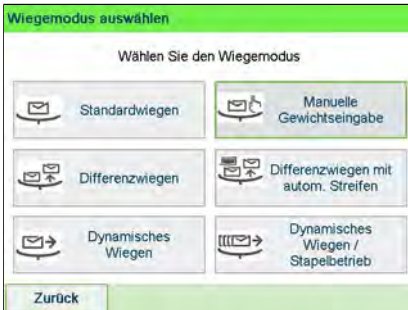 Wiegemodus auswählen
Wählen Sie den Wiegemodus
Standardwiegen
Manuelle
Gewichtseingabe
Differenzwiegen
Differenzwiegen mit
autom. Streifen
Dynamisches
Wiegen
Dynamisches
Wiegen /
Stapelbetrieb
Zurück